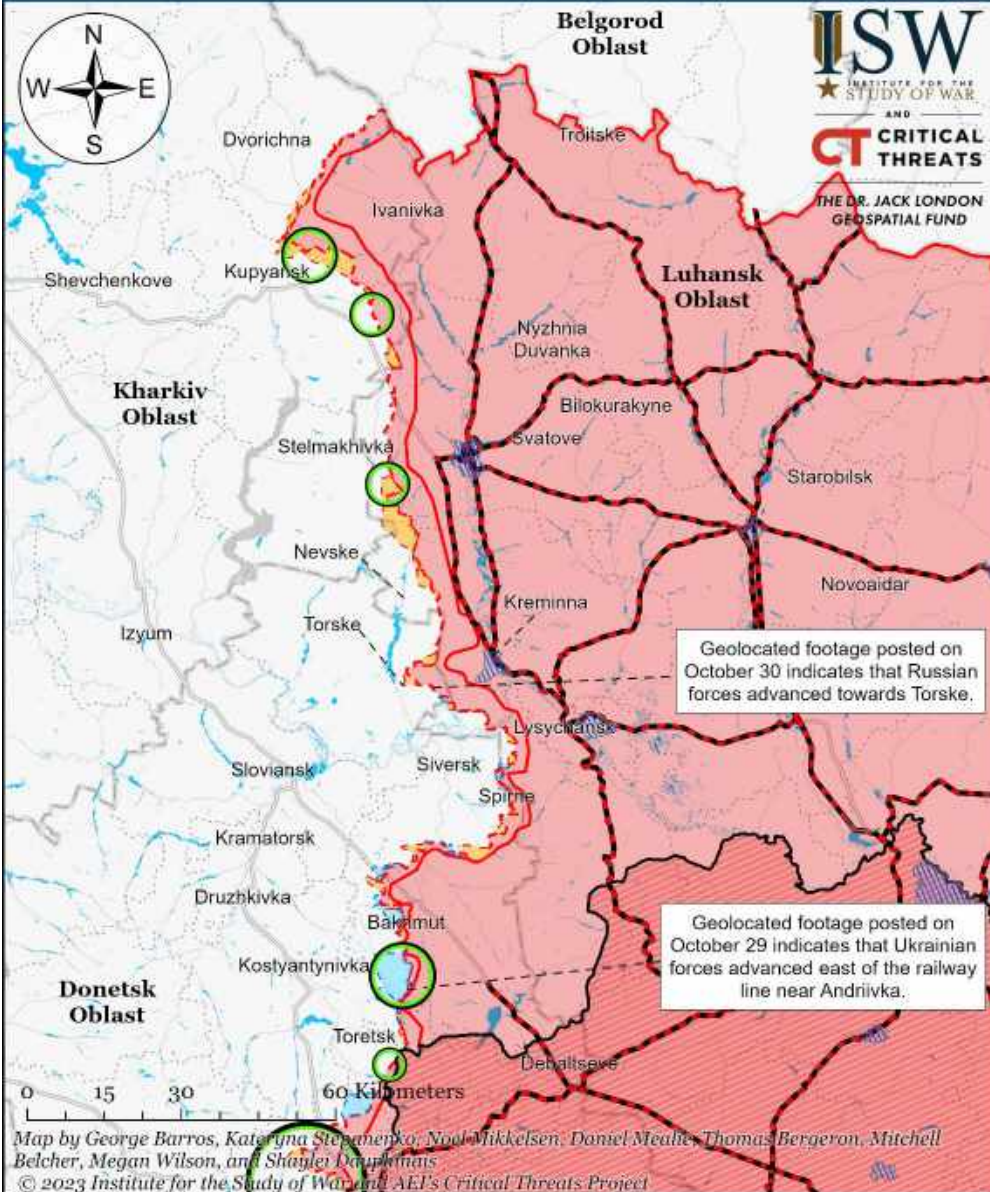 N
W E
S
Belgorod
Oblast
ISW
INSTITUTE FOR THE
STUDY OF WAR
AND
CT CRITICAL
THREATS
THE DR. JACK LONDON
GEOSPATIAL FUND
Dvorichna
Troitske
Ivanivka
Shevchenkove
Kupyansk
Luhansk
Oblast
Nyzhnia
Duvanka
Kharkiv
Oblast
Bilokurakyne
Stelmakhivka
Svatove
Starobilsk
Nevske
Novoaidar
Kreminna
Torske
Izyum
Geolocated footage posted on
October 30 indicates that Russian
forces advanced towards Torske.
Lysychansk
Siversk
Sloviansk
Spirne
Kramatorsk
Druzhkivka
Bakhmut
Geolocated footage posted on
October 29 indicates that Ukrainian
forces advanced east of the railway
line near Andriivka.
Kostyantynivka
Donetsk
Oblast
Toretsk
Debaltseve
0 15 30 60 Kilometers
Map by George Barros, Kateryna Stepanenko, Noel Mikkelsen, Daniel Mealie, Thomas Bergeron, Mitchell
Belcher, Megan Wilson, and Shaylei Dauphinais
© 2023 Institute for the Study of War and AEI's Critical Threats Project